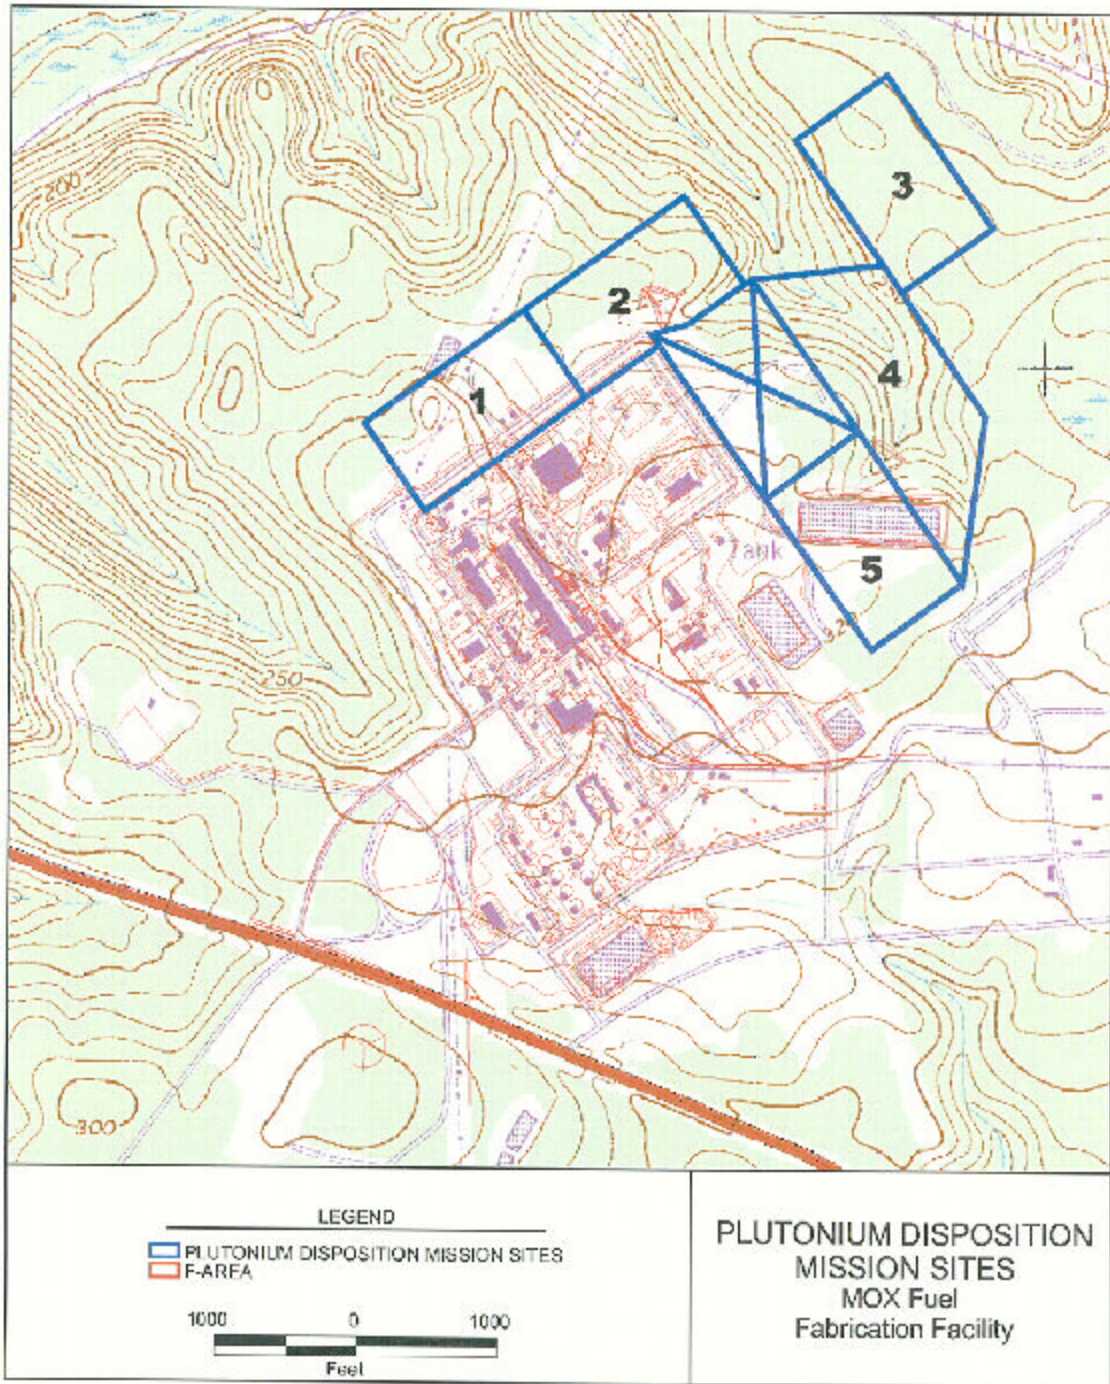 3
200
2
4
1
Tank
5
250
300
LEGEND
PLUTONIUM DISPOSITION MISSION SITES
F-AREA
1000 0 1000
Feet
PLUTONIUM DISPOSITION
MISSION SITES
MOX Fuel
Fabrication Facility